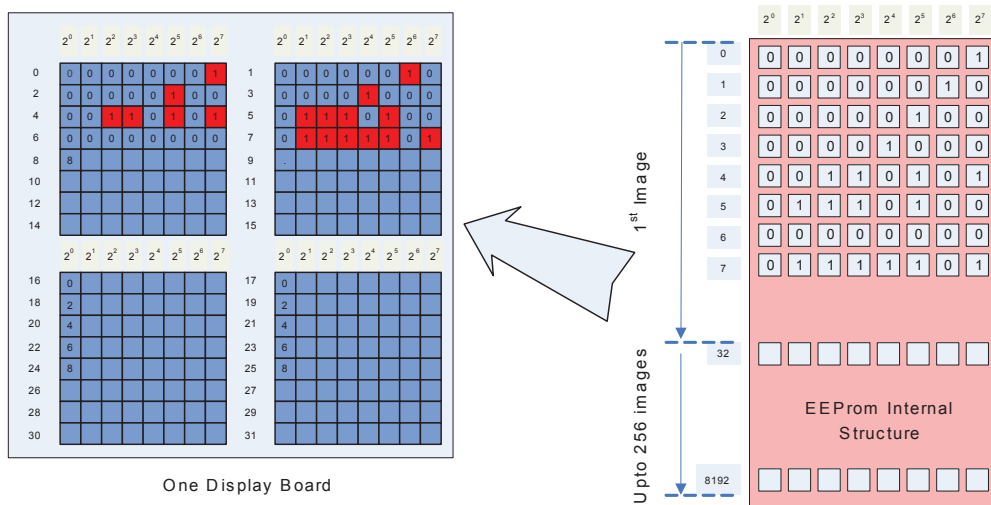 2⁰ 2¹ 2² 2³ 2⁴ 2⁵ 2⁶ 2⁷
0 0 0 0 0 0 0 0 1
2 0 0 0 0 0 1 0 0
4 0 0 1 1 0 1 0 1
6 0 0 0 0 0 0 0 0
8 8
10
12
14
2⁰ 2¹ 2² 2³ 2⁴ 2⁵ 2⁶ 2⁷
1 0 0 0 0 0 0 1 0
3 0 0 0 0 1 0 0 0
5 0 1 1 1 0 1 0 0
7 0 1 1 1 1 1 0 1
9 .
11
13
15
2⁰ 2¹ 2² 2³ 2⁴ 2⁵ 2⁶ 2⁷
16 0
18 2
20 4
22 6
24 8
26
28
30
2⁰ 2¹ 2² 2³ 2⁴ 2⁵ 2⁶ 2⁷
17 0
19 2
21 4
23 6
25 8
27
29
31
One Display Board
1st Image
Upto 256 images
2⁰ 2¹ 2² 2³ 2⁴ 2⁵ 2⁶ 2⁷
0 0 0 0 0 0 0 0 1
1 0 0 0 0 0 0 1 0
2 0 0 0 0 0 1 0 0
3 0 0 0 0 1 0 0 0
4 0 0 1 1 0 1 0 1
5 0 1 1 1 0 1 0 0
6 0 0 0 0 0 0 0 0
7 0 1 1 1 1 1 0 1
32
EEProm Internal
Structure
8192